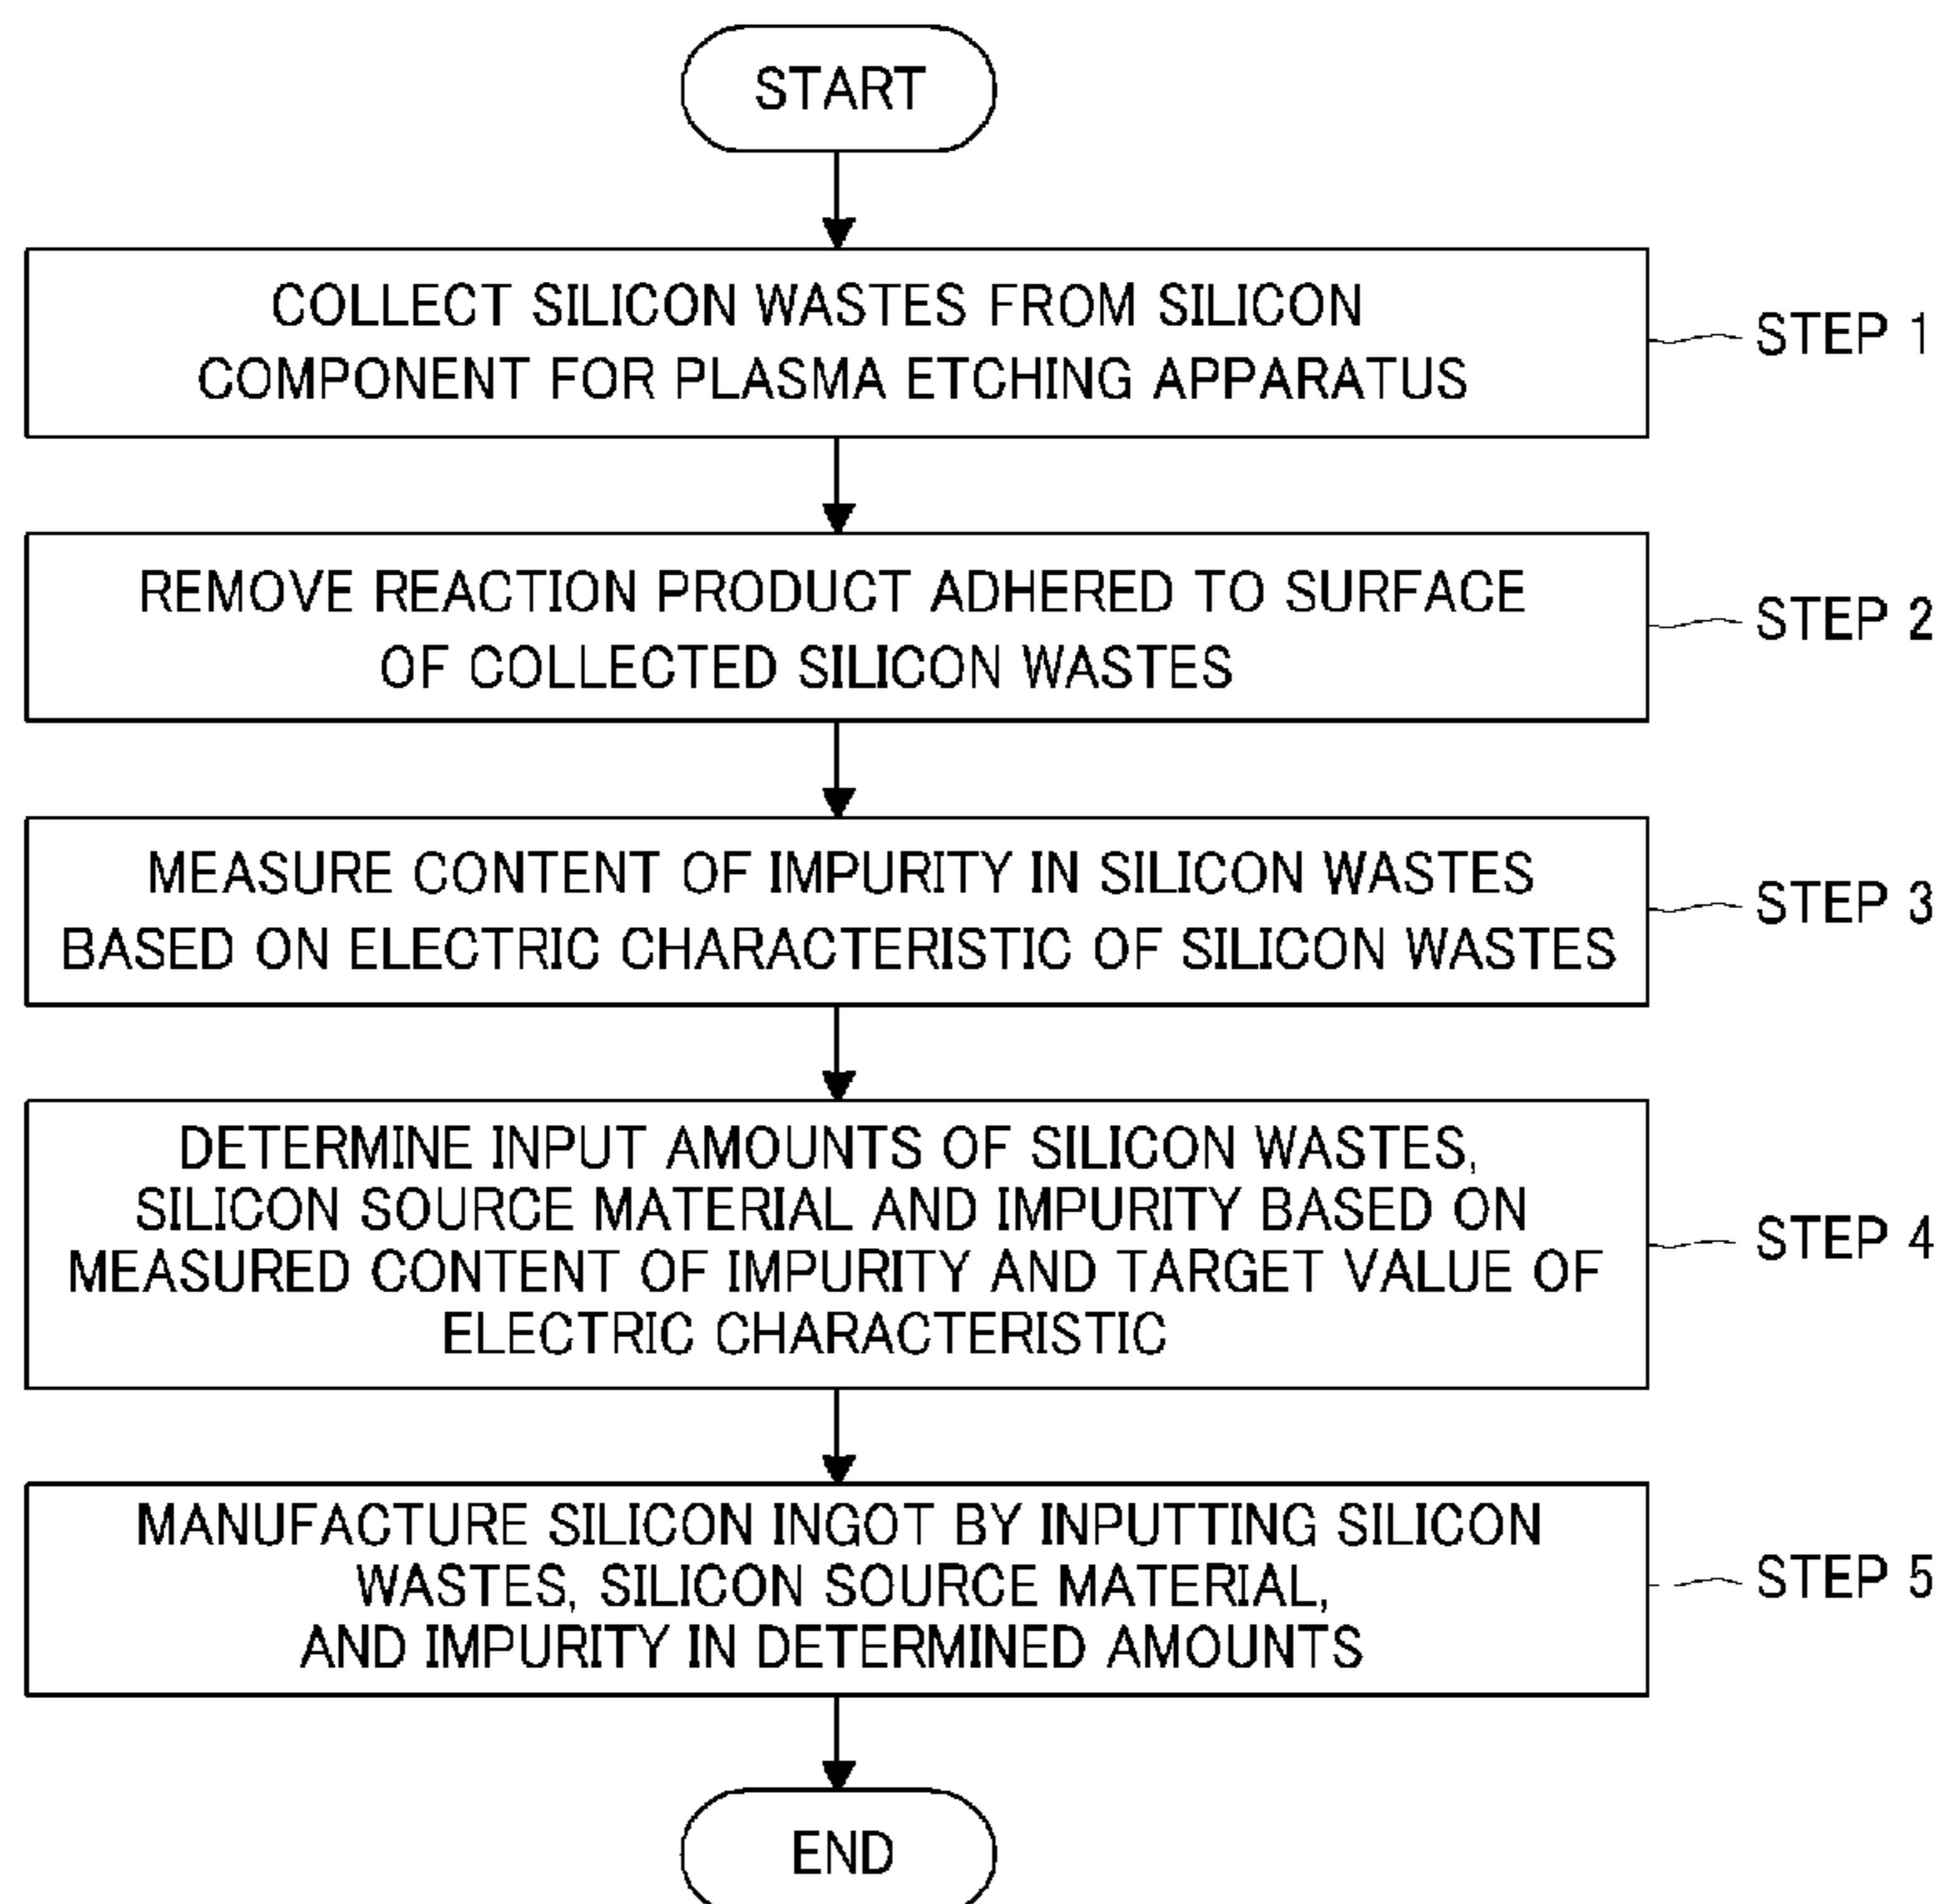 START
COLLECT SILICON WASTES FROM SILICON
COMPONENT FOR PLASMA ETCHING APPARATUS
STEP 1
REMOVE REACTION PRODUCT ADHERED TO SURFACE
OF COLLECTED SILICON WASTES
STEP 2
MEASURE CONTENT OF IMPURITY IN SILICON WASTES
BASED ON ELECTRIC CHARACTERISTIC OF SILICON WASTES
STEP 3
DETERMINE INPUT AMOUNTS OF SILICON WASTES,
SILICON SOURCE MATERIAL AND IMPURITY BASED ON
MEASURED CONTENT OF IMPURITY AND TARGET VALUE OF
ELECTRIC CHARACTERISTIC
STEP 4
MANUFACTURE SILICON INGOT BY INPUTTING SILICON
WASTES, SILICON SOURCE MATERIAL,
AND IMPURITY IN DETERMINED AMOUNTS
STEP 5
END